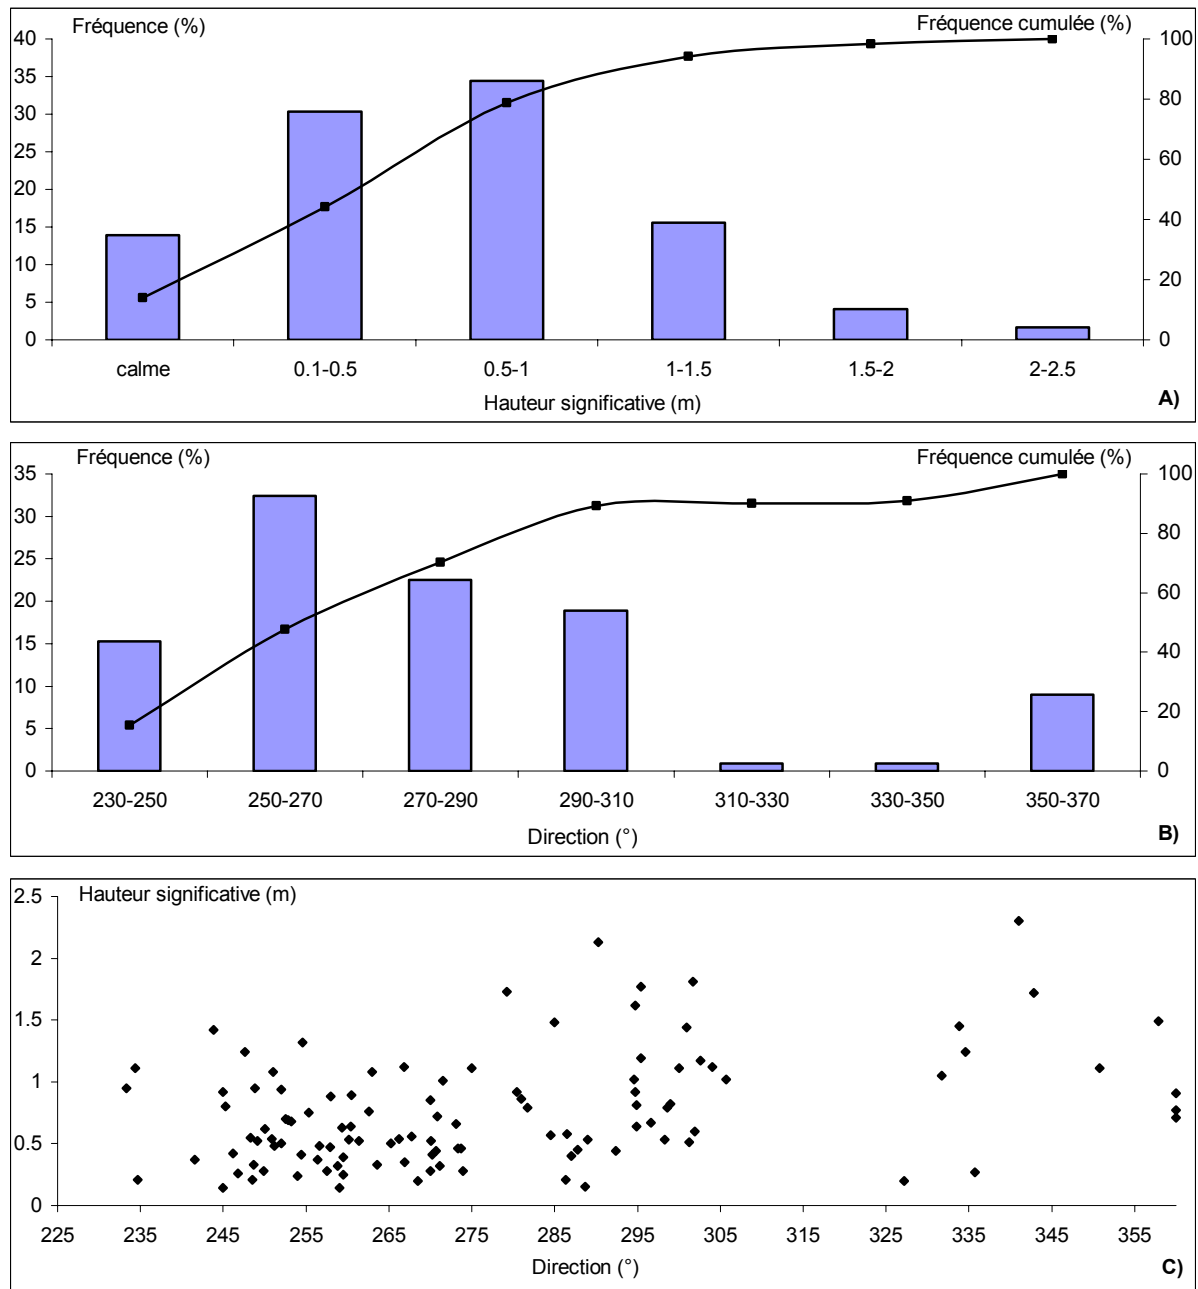 Fréquence (%) Fréquence cumulée (%)
40 100
35
30 80
25
20 60
15 40
10
5 20
0 0
calme 0.1-0.5 0.5-1 1-1.5 1.5-2 2-2.5
Hauteur significative (m) A)
Fréquence (%) Fréquence cumulée (%)
35 100
30
25 80
20 60
15
10 40
5 20
0 0
230-250 250-270 270-290 290-310 310-330 330-350 350-370
Direction (°) B)
Hauteur significative (m)
2.5
2
1.5
1
0.5
0
225 235 245 255 265 275 285 295 305 315 325 335 345 355
Direction (°) C)